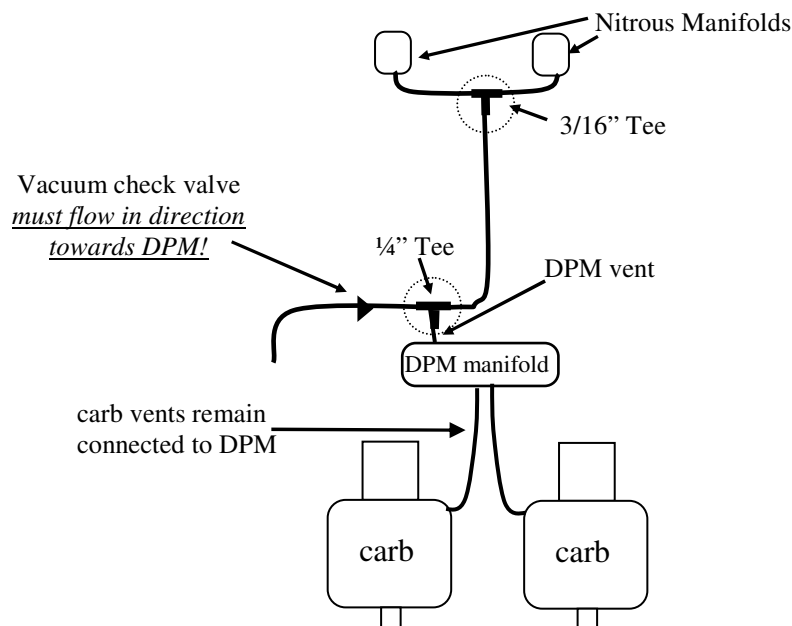 Nitrous Manifolds
3/16” Tee
Vacuum check valve
must flow in direction
towards DPM!
¼” Tee
DPM vent
DPM manifold
carb vents remain
connected to DPM
carb
carb